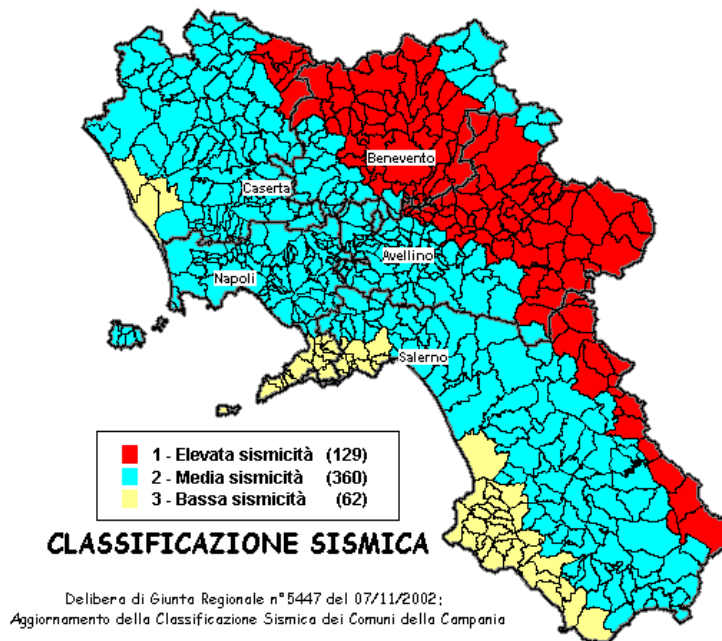 Benevento
Caserta
Avellino
Napoli
Salerno
1 - Elevata sismicità (129)
2 - Media sismicità (360)
3 - Bassa sismicità (62)
CLASSIFICAZIONE SISMICA
Delibera di Giunta Regionale n°5447 del 07/11/2002;
Aggiornamento della Classificazione Sismica dei Comuni della Campania